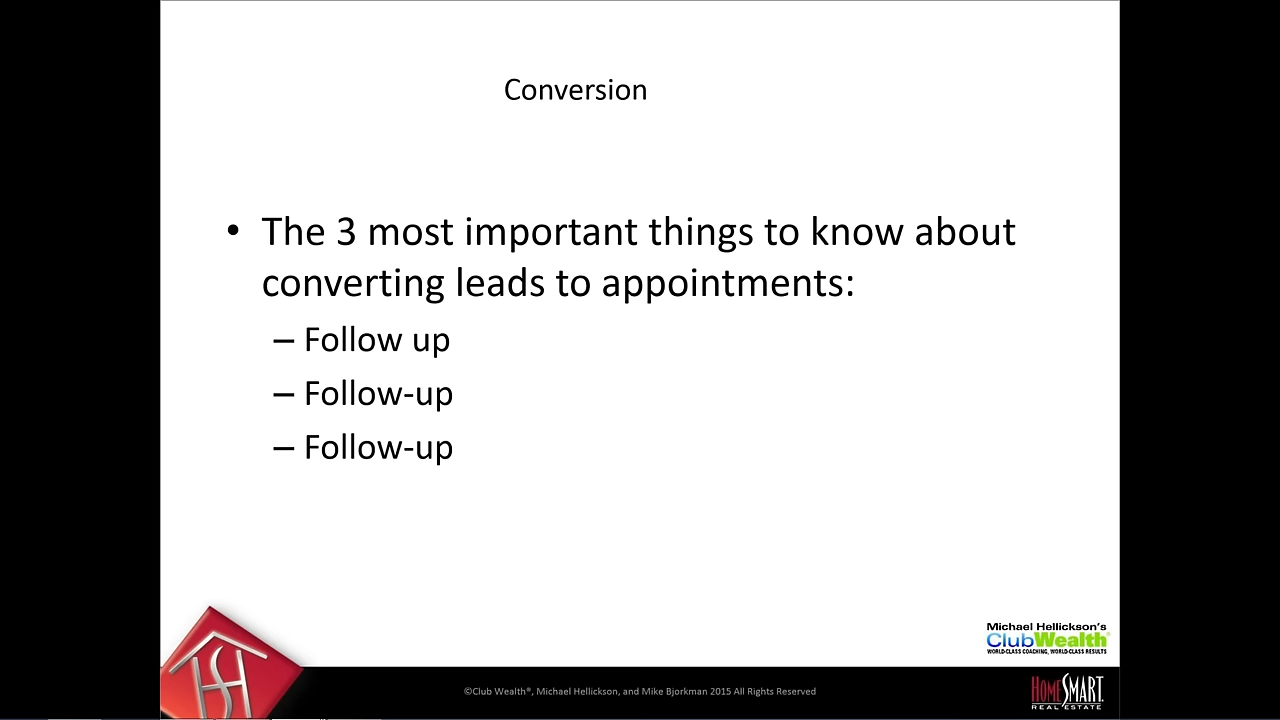 Conversion
• The 3 most important things to know about
converting leads to appointments:
– Follow up
– Follow-up
– Follow-up
Michael Hellickson's
ClubWealth®
WORLD-CLASS COACHING, WORLD-CLASS RESULTS
©Club Wealth®, Michael Hellickson, and Mike Bjorkman 2015 All Rights Reserved
HOMESMART
REAL ESTATE